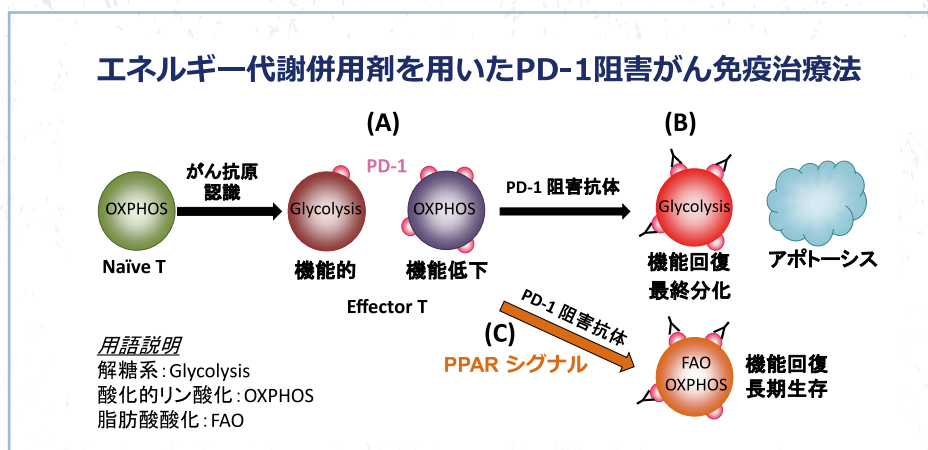 エネルギー代謝併用剤を用いたPD-1阻害がん免疫治療法
(A)
(B)
がん抗原
認識
PD-1
PD-1 阻害抗体
OXPHOS
Glycolysis
OXPHOS
Glycolysis
Naïve T
機能的
機能低下
機能回復
最終分化
アポトーシス
Effector T
PD-1 阻害抗体
(C)
PPAR シグナル
FAO
OXPHOS
機能回復
長期生存
用語説明
解糖系:Glycolysis
酸化的リン酸化:OXPHOS
脂肪酸酸化:FAO